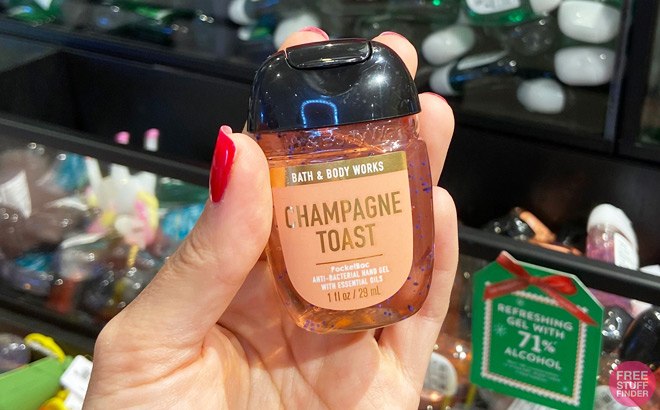 BATH & BODY WORKS
CHAMPAGNE
TOAST
PocketBac
ANTI-BACTERIAL HAND GEL
WITH ESSENTIAL OILS
1 fl oz / 29 mL
REFRESHING
GEL WITH
71%
ALCOHOL
FREE
STUFF
FINDER